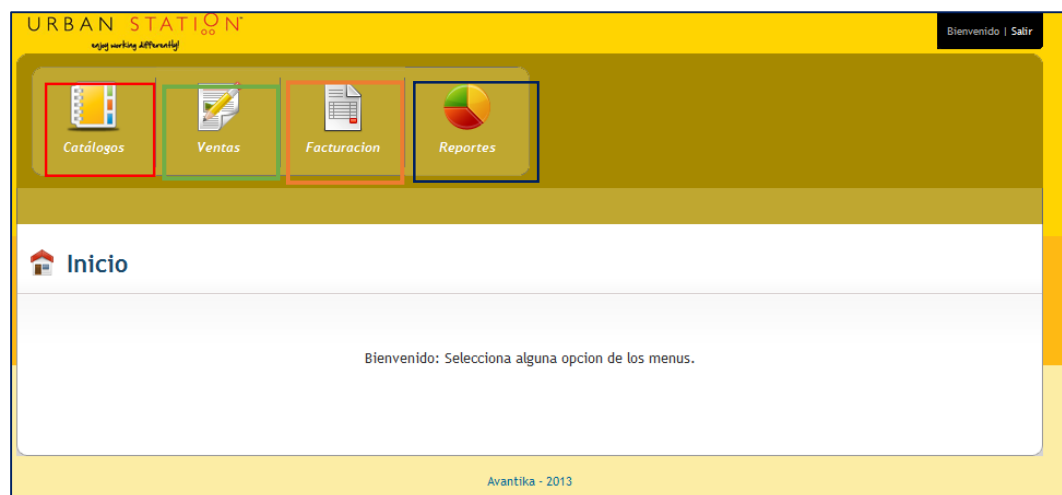 URBAN STATION
enjoy working differently!
Bienvenido | Salir
Catálogos
Ventas
Facturacion
Reportes
Inicio
Bienvenido: Selecciona alguna opcion de los menus.
Avantika - 2013